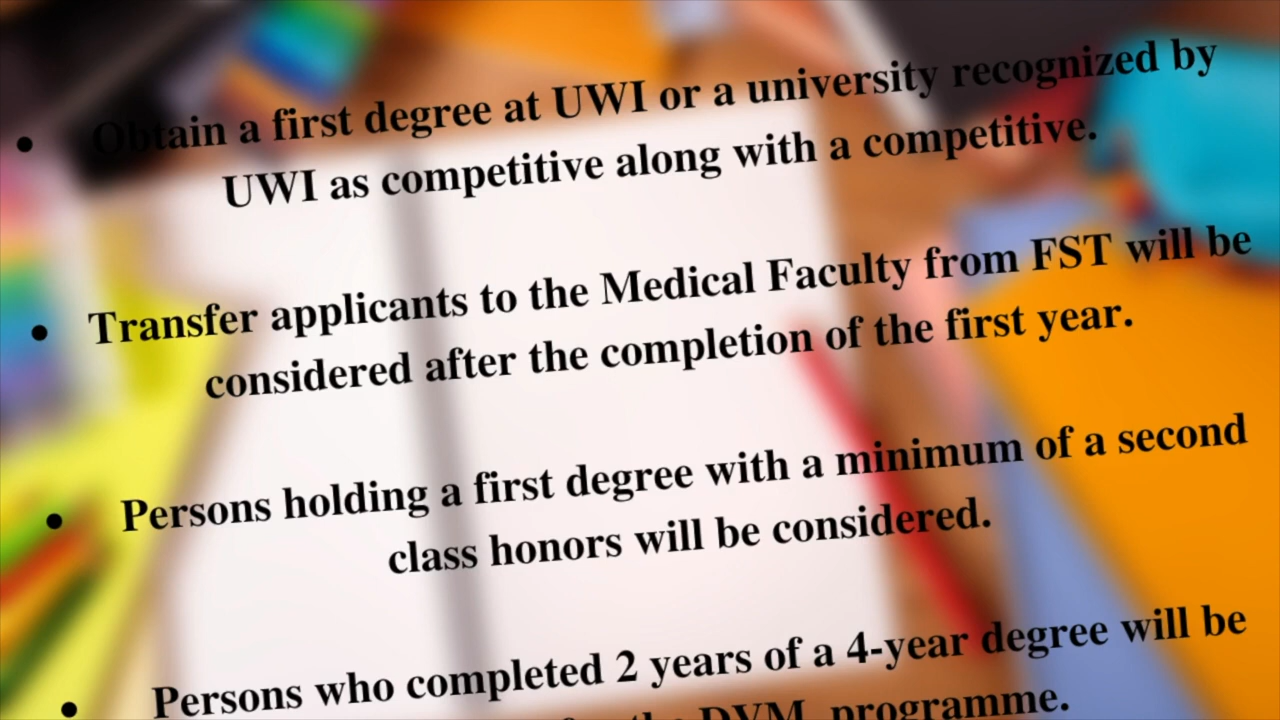 • Obtain a first degree at UWI or a university recognized by
UWI as competitive along with a competitive.
• Transfer applicants to the Medical Faculty from FST will be
considered after the completion of the first year.
• Persons holding a first degree with a minimum of a second
class honors will be considered.
• Persons who completed 2 years of a 4-year degree will be
the DVM programme.